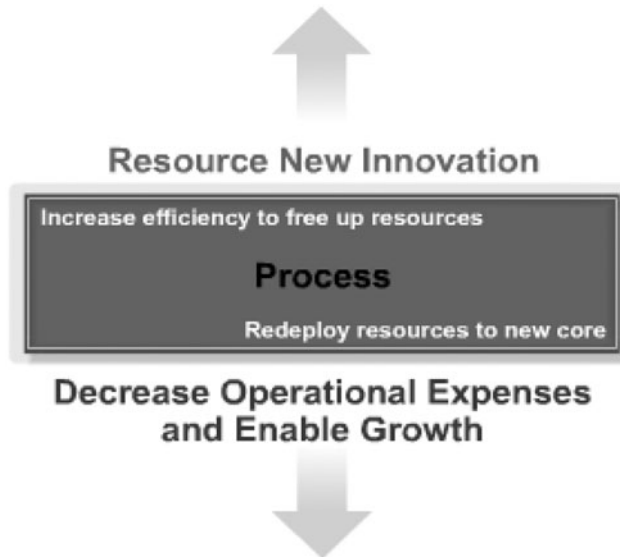 Resource New Innovation
Increase efficiency to free up resources
Process
Redeploy resources to new core
Decrease Operational Expenses
and Enable Growth